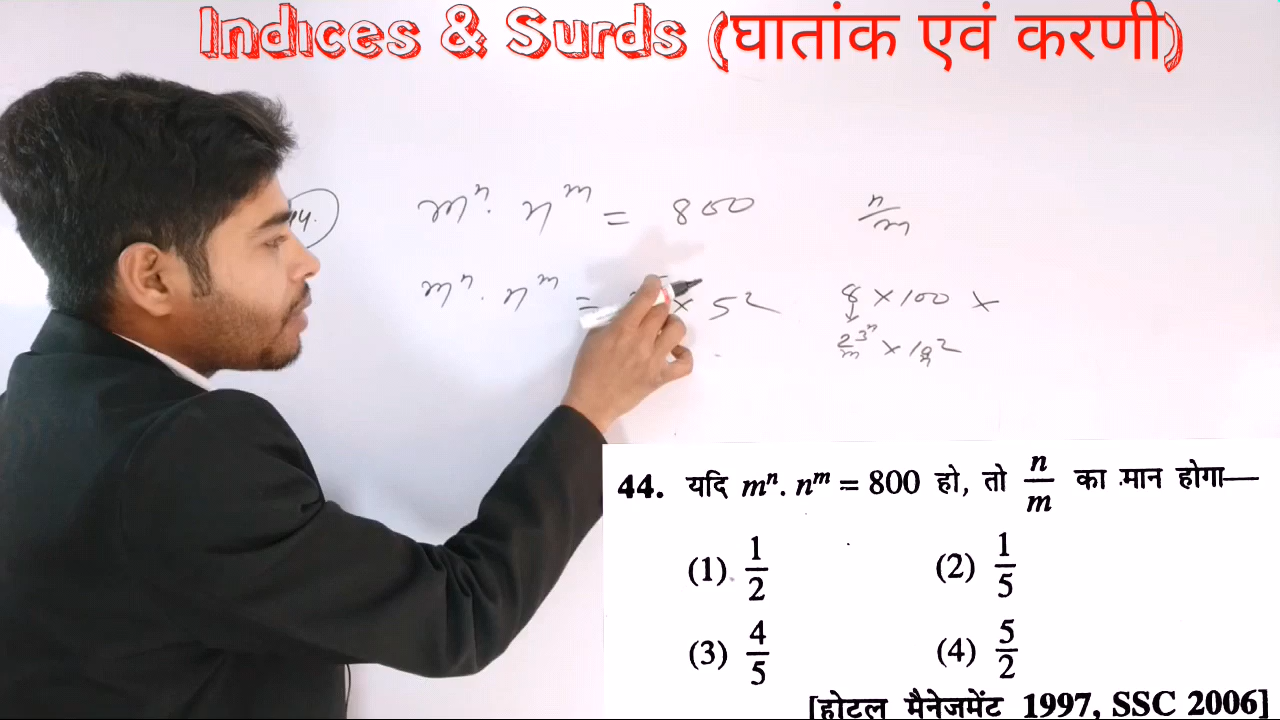 Indices & Surds (घातांक एवं करणी)
44.
mⁿ. nᵐ = 800
n/m
mⁿ. nᵐ = × 5²
8 × 100 ×
2³ⁿ × 10²
m n
44. यदि mⁿ. nᵐ = 800 हो, तो n/m का मान होगा—
(1) 1/2 (2) 1/5
(3) 4/5 (4) 5/2
[होटल मैनेजमेंट 1997, SSC 2006]